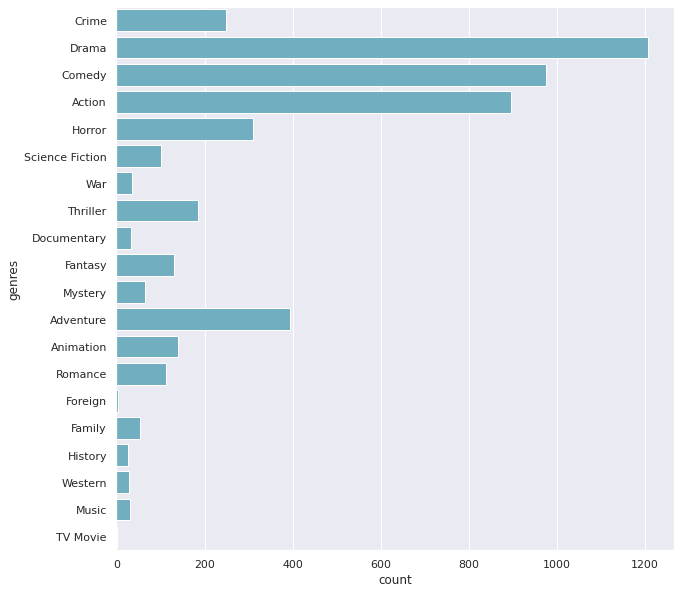 Crime
Drama
Comedy
Action
Horror
Science Fiction
War
Thriller
Documentary
Fantasy
Mystery
Adventure
Animation
Romance
Foreign
Family
History
Western
Music
TV Movie
genres
0 200 400 600 800 1000 1200
count